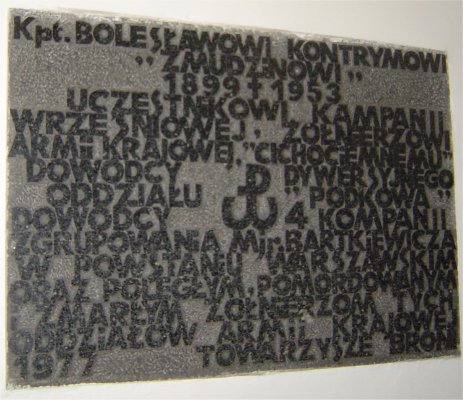 Kpt. BOLESŁAWOWI KONTRYMOWI
"ŻMUDZINOWI"
1899 † 1953
UCZESTNIKOWI KAMPANII
WRZEŚNIOWEJ, ŻOŁNIERZOWI
ARMII KRAJOWEJ, "CICHOCIEMNEMU"
DOWÓDCY DYWERSYJNEGO
ODDZIAŁU "PODKOWA"
DOWÓDCY 4 KOMPANII
ZGRUPOWANIA Mjr. BARTKIEWICZA
W POWSTANIU WARSZAWSKIM
ORAZ POLEGŁYM, POMORDOWANYM
I ZMARŁYM ŻOŁNIERZOM TYCH
ODDZIAŁÓW ARMII KRAJOWEJ
1977 TOWARZYSZE BRONI